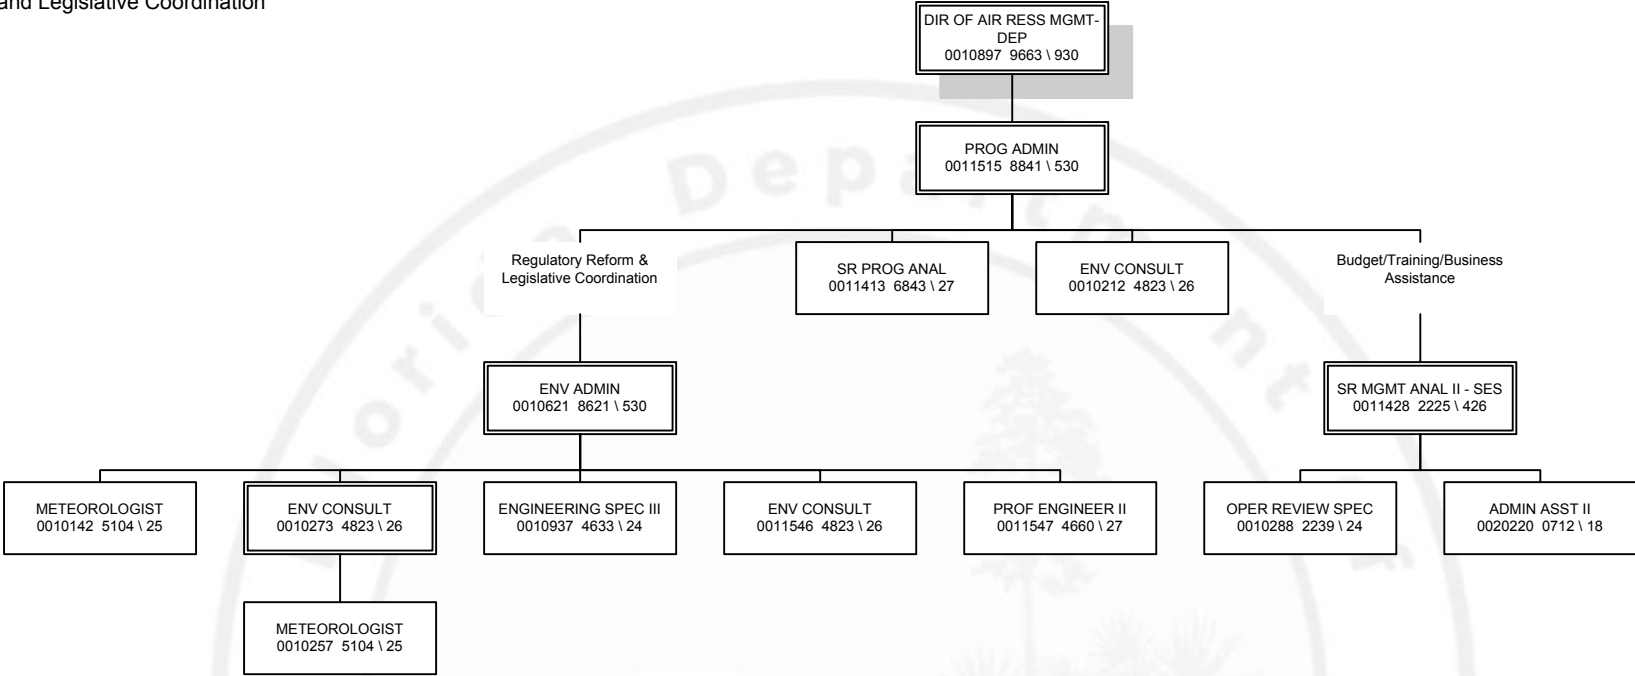 and Legislative Coordination
DIR OF AIR RESS MGMT-
DEP
0010897 9663 \ 930
PROG ADMIN
0011515 8841 \ 530
Regulatory Reform &
Legislative Coordination
SR PROG ANAL
0011413 6843 \ 27
ENV CONSULT
0010212 4823 \ 26
Budget/Training/Business
Assistance
ENV ADMIN
0010621 8621 \ 530
SR MGMT ANAL II - SES
0011428 2225 \ 426
METEOROLOGIST
0010142 5104 \ 25
ENV CONSULT
0010273 4823 \ 26
ENGINEERING SPEC III
0010937 4633 \ 24
ENV CONSULT
0011546 4823 \ 26
PROF ENGINEER II
0011547 4660 \ 27
OPER REVIEW SPEC
0010288 2239 \ 24
ADMIN ASST II
0020220 0712 \ 18
METEOROLOGIST
0010257 5104 \ 25